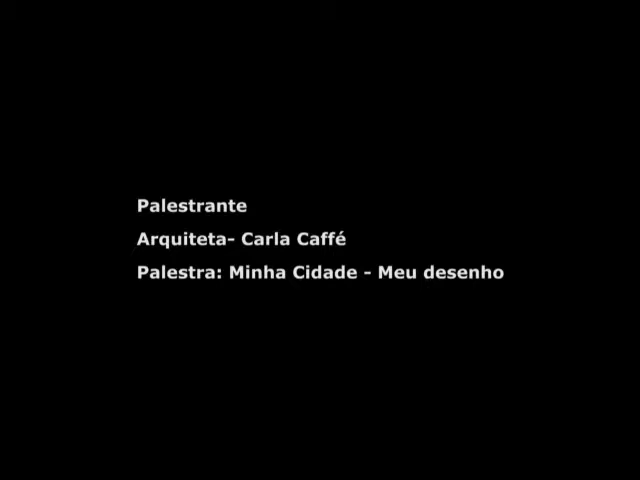 Palestrante
Arquiteta- Carla Caffé
Palestra: Minha Cidade - Meu desenho